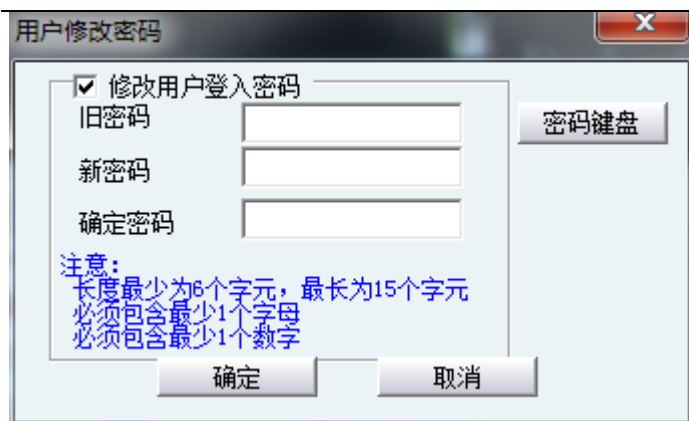 用户修改密码
修改用户登入密码
旧密码
密码键盘
新密码
确定密码
注意:
长度最少为6个字元，最长为15个字元
必须包含最少1个字母
必须包含最少1个数字
确定
取消